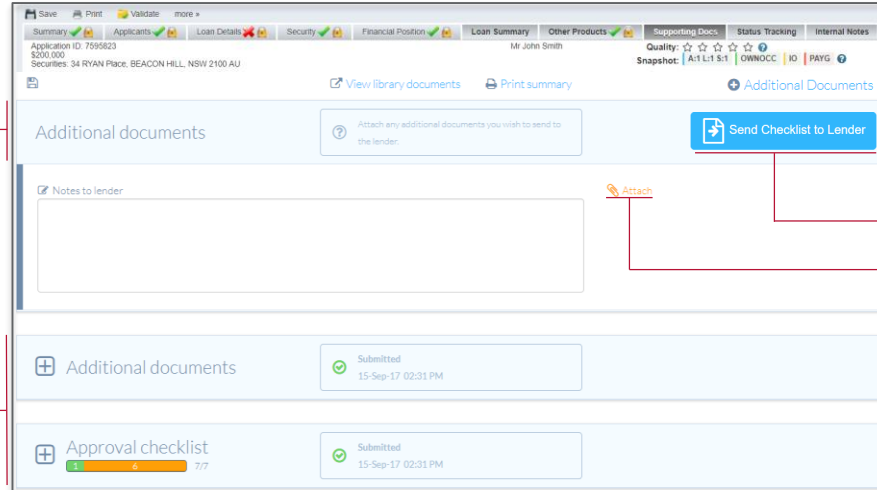 Save Print Validate more »
Summary Applicants Loan Details Security Financial Position Loan Summary Other Products Supporting Docs Status Tracking Internal Notes
Application ID: 7595823 Mr John Smith Quality:
$200,000 Snapshot: A:1 L:1 S:1 OWNOCC IO PAYG
Securities: 34 RYAN Place, BEACON HILL, NSW 2100 AU
View library documents Print summary Additional Documents
Additional documents
Attach any additional documents you wish to send to
the lender.
Send Checklist to Lender
Notes to lender Attach
Additional documents
Submitted
15-Sep-17 02:31 PM
Approval checklist
1 6 7/7
Submitted
15-Sep-17 02:31 PM